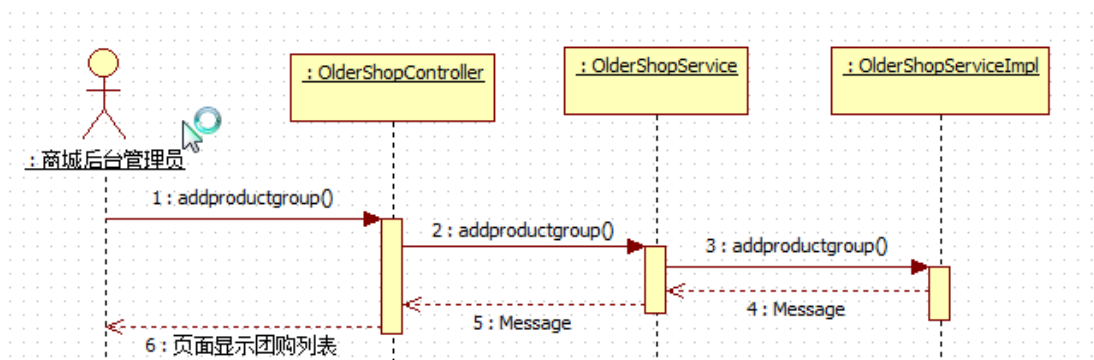 : OlderShopController
: OlderShopService
: OlderShopServiceImpl
: 商城后台管理员
1 : addproductgroup()
2 : addproductgroup()
3 : addproductgroup()
4 : Message
5 : Message
6 : 页面显示团购列表